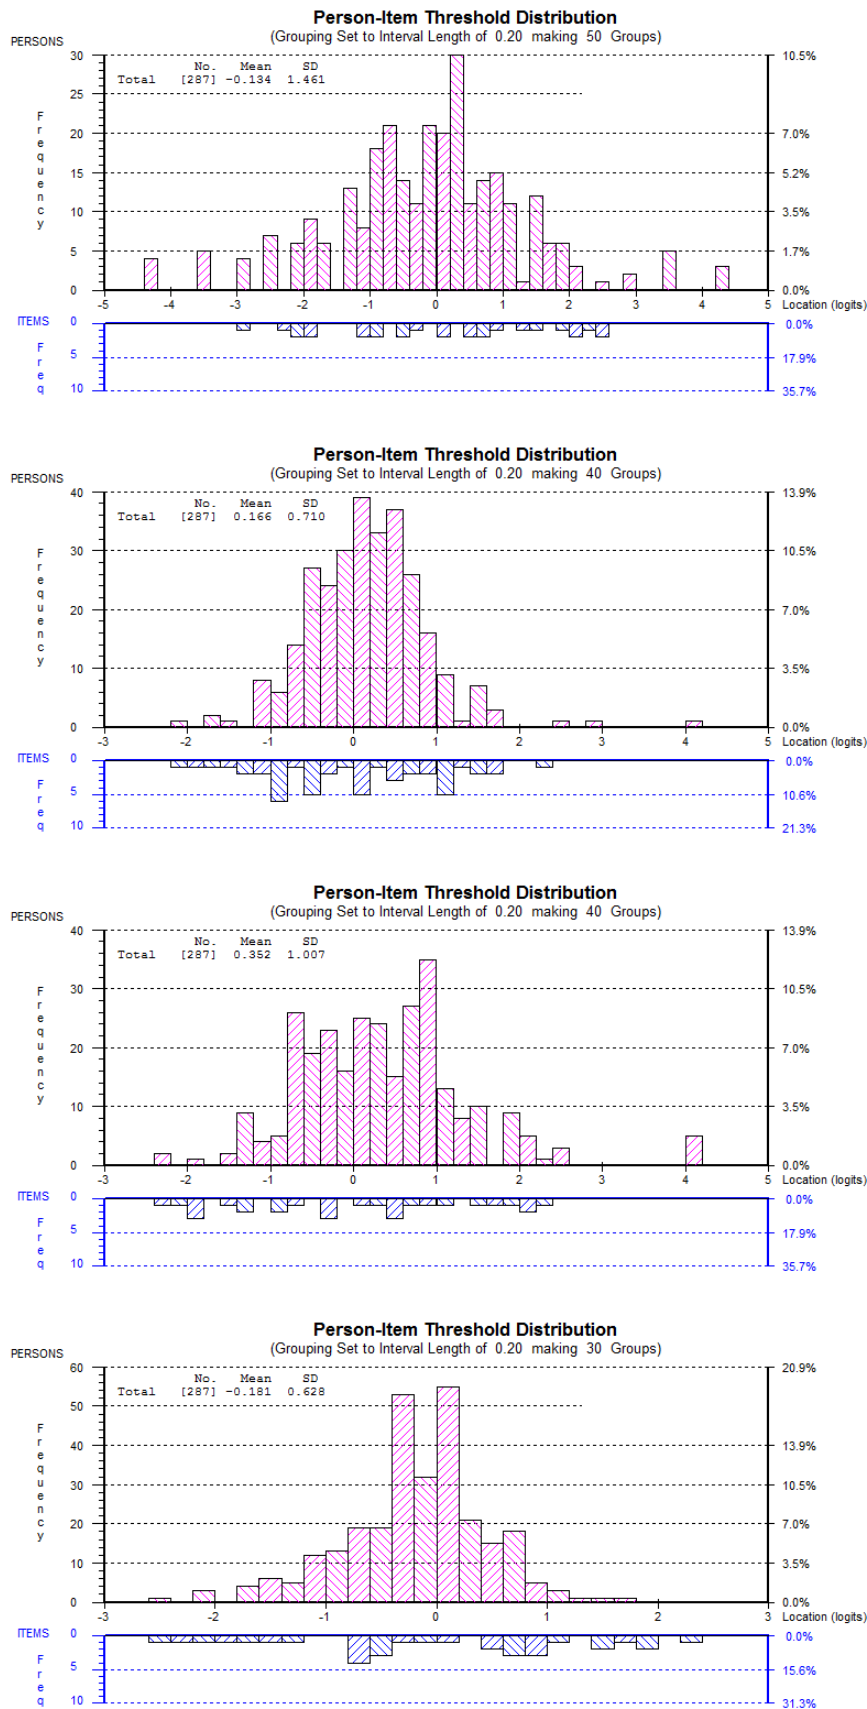 Person-Item Threshold Distribution
(Grouping Set to Interval Length of 0.20 making 50 Groups)
PERSONS
No. Mean SD
Total [287] -0.134 1.461
Frequency
30 10.5%
25
20 7.0%
15 5.2%
10 3.5%
5 1.7%
0 0.0%
-5 -4 -3 -2 -1 0 1 2 3 4 5 Location (logits)
ITEMS 0 0.0%
Freq
5 17.9%
10 35.7%
Person-Item Threshold Distribution
(Grouping Set to Interval Length of 0.20 making 40 Groups)
PERSONS
No. Mean SD
Total [287] 0.166 0.710
Frequency
40 13.9%
30 10.5%
20 7.0%
10 3.5%
0 0.0%
-3 -2 -1 0 1 2 3 4 5 Location (logits)
ITEMS 0 0.0%
Freq
5 10.6%
10 21.3%
Person-Item Threshold Distribution
(Grouping Set to Interval Length of 0.20 making 40 Groups)
PERSONS
No. Mean SD
Total [287] 0.352 1.007
Frequency
40 13.9%
30 10.5%
20 7.0%
10 3.5%
0 0.0%
-3 -2 -1 0 1 2 3 4 5 Location (logits)
ITEMS 0 0.0%
Freq
5 17.9%
10 35.7%
Person-Item Threshold Distribution
(Grouping Set to Interval Length of 0.20 making 30 Groups)
PERSONS
No. Mean SD
Total [287] -0.181 0.628
Frequency
60 20.9%
50
40 13.9%
30 10.5%
20 7.0%
10 3.5%
0 0.0%
-3 -2 -1 0 1 2 3 Location (logits)
ITEMS 0 0.0%
Freq
5 15.6%
10 31.3%